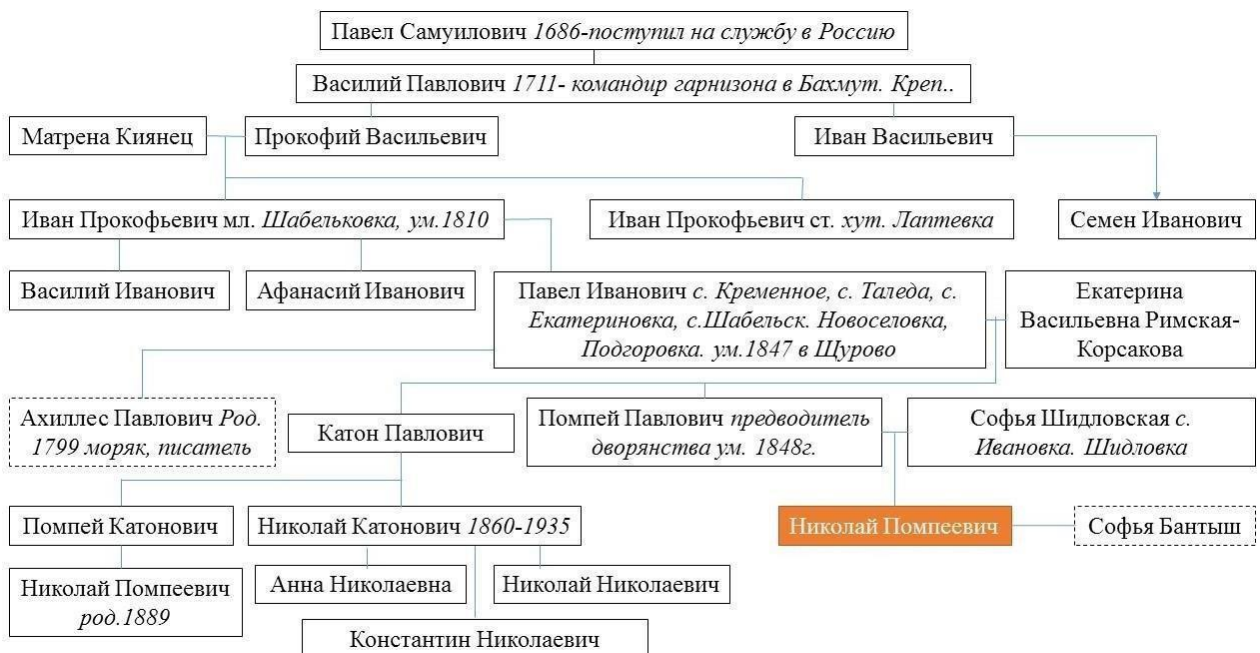 Павел Самуилович 1686-поступил на службу в Россию
Василий Павлович 1711- командир гарнизона в Бахмут. Креп..
Матрена Киянец
Прокофий Васильевич
Иван Васильевич
Иван Прокофьевич мл. Шабельковка, ум.1810
Иван Прокофьевич ст. хут. Лаптевка
Семен Иванович
Василий Иванович
Афанасий Иванович
Павел Иванович с. Кременное, с. Таледа, с.
Екатериновка, с.Шабельск. Новоселовка,
Подгоровка. ум.1847 в Щурово
Екатерина
Васильевна Римская-
Корсакова
Ахиллес Павлович Род.
1799 моряк, писатель
Катон Павлович
Помпей Павлович предводитель
дворянства ум. 1848г.
Софья Шидловская с.
Ивановка. Шидловка
Помпей Катонович
Николай Катонович 1860-1935
Николай Помпеевич
Софья Бантыш
Николай Помпеевич
род.1889
Анна Николаевна
Николай Николаевич
Константин Николаевич